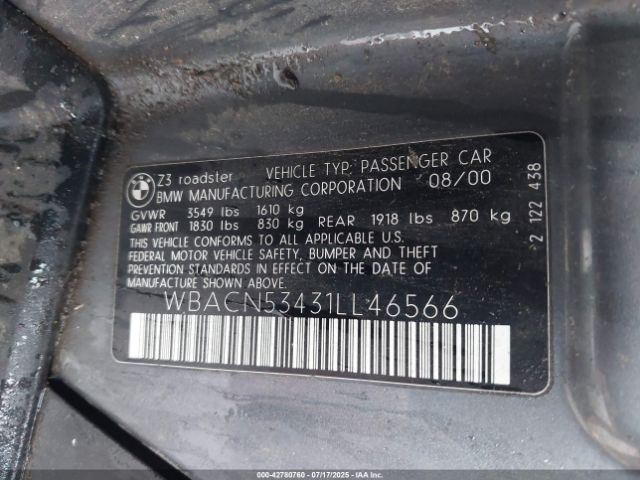 BMW
Z3 roadster VEHICLE TYP: PASSENGER CAR
BMW MANUFACTURING CORPORATION 08/00
GVWR 3549 lbs 1610 kg
GAWR FRONT 1830 lbs 830 kg REAR 1918 lbs 870 kg
THIS VEHICLE CONFORMS TO ALL APPLICABLE U.S.
FEDERAL MOTOR VEHICLE SAFETY, BUMPER AND THEFT
PREVENTION STANDARDS IN EFFECT ON THE DATE OF
MANUFACTURE SHOWN ABOVE.
WBACN53431LL46566
2 122 438
000-42780760 - 07/17/2025 - IAAI.COM